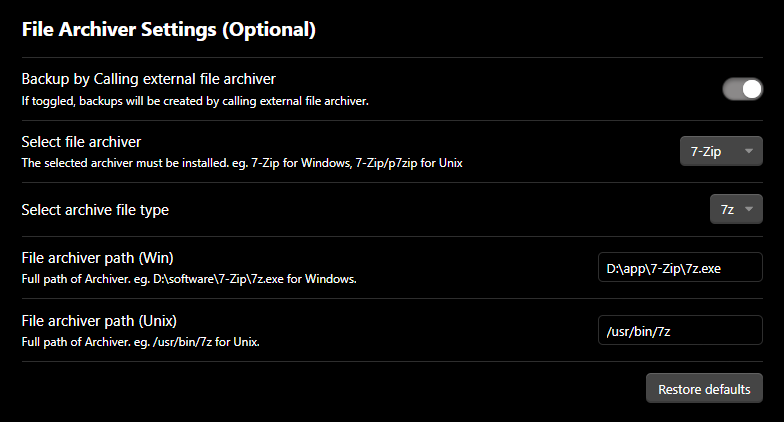 File Archiver Settings (Optional)
Backup by Calling external file archiver
If toggled, backups will be created by calling external file archiver.
Select file archiver
The selected archiver must be installed. eg. 7-Zip for Windows, 7-Zip/p7zip for Unix
7-Zip
Select archive file type
7z
File archiver path (Win)
Full path of Archiver. eg. D:\software\7-Zip\7z.exe for Windows.
D:\app\7-Zip\7z.exe
File archiver path (Unix)
Full path of Archiver. eg. /usr/bin/7z for Unix.
/usr/bin/7z
Restore defaults